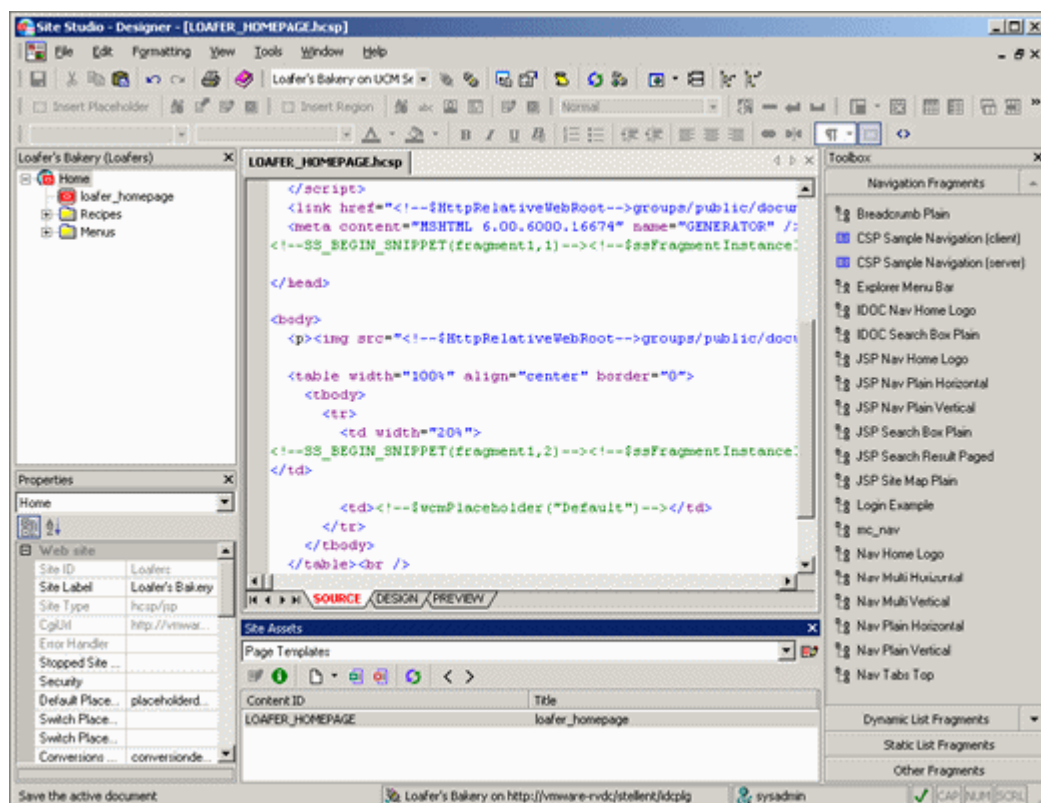 Site Studio - Designer - [LOAFER_HOMEPAGE.hcsp]
File Edit Formatting View Tools Window Help
Loafer's Bakery on UCM Se
Insert Placeholder Insert Region Normal
B I U
Loafer's Bakery (Loafers)
Home
loafer_homepage
Recipes
Menus
Properties
Home
Web site
Site ID Loafers
Site Label Loafer's Bakery
Site Type hcsp/jsp
CgiUrl http://vmwar...
Error Handler
Stopped Site ...
Security
Default Place... placeholderd...
Switch Place...
Switch Place...
Conversions ... conversionde...
LOAFER_HOMEPAGE.hcsp
</script>
<link href="<!--$HttpRelativeWebRoot-->groups/public/docum
<meta content="MSHTML 6.00.6000.16674" name="GENERATOR" />
<!--SS_BEGIN_SNIPPET(fragment1,1)--><!--$ssFragmentInstanceI
</head>
<body>
<p><img src="<!--$HttpRelativeWebRoot-->groups/public/docu
<table width="100%" align="center" border="0">
<tbody>
<tr>
<td width="20%">
<!--SS_BEGIN_SNIPPET(fragment1,2)--><!--$ssFragmentInstanceI
</td>
<td><!--$wcmPlaceholder("Default")--></td>
</tr>
</tbody>
</table><br />
SOURCE DESIGN PREVIEW
Site Assets
Page Templates
Content ID Title
LOAFER_HOMEPAGE loafer_homepage
Toolbox
Navigation Fragments
Breadcrumb Plain
CSP Sample Navigation (client)
CSP Sample Navigation (server)
Explorer Menu Bar
IDOC Nav Home Logo
IDOC Search Box Plain
JSP Nav Home Logo
JSP Nav Plain Horizontal
JSP Nav Plain Vertical
JSP Search Box Plain
JSP Search Result Paged
JSP Site Map Plain
Login Example
mc_nav
Nav Home Logo
Nav Multi Horizontal
Nav Multi Vertical
Nav Plain Horizontal
Nav Plain Vertical
Nav Tabs Top
Dynamic List Fragments
Static List Fragments
Other Fragments
Save the active document Loafer's Bakery on http://vmware-rvdc/stellent/idcplg sysadmin CAP NUM SCRL